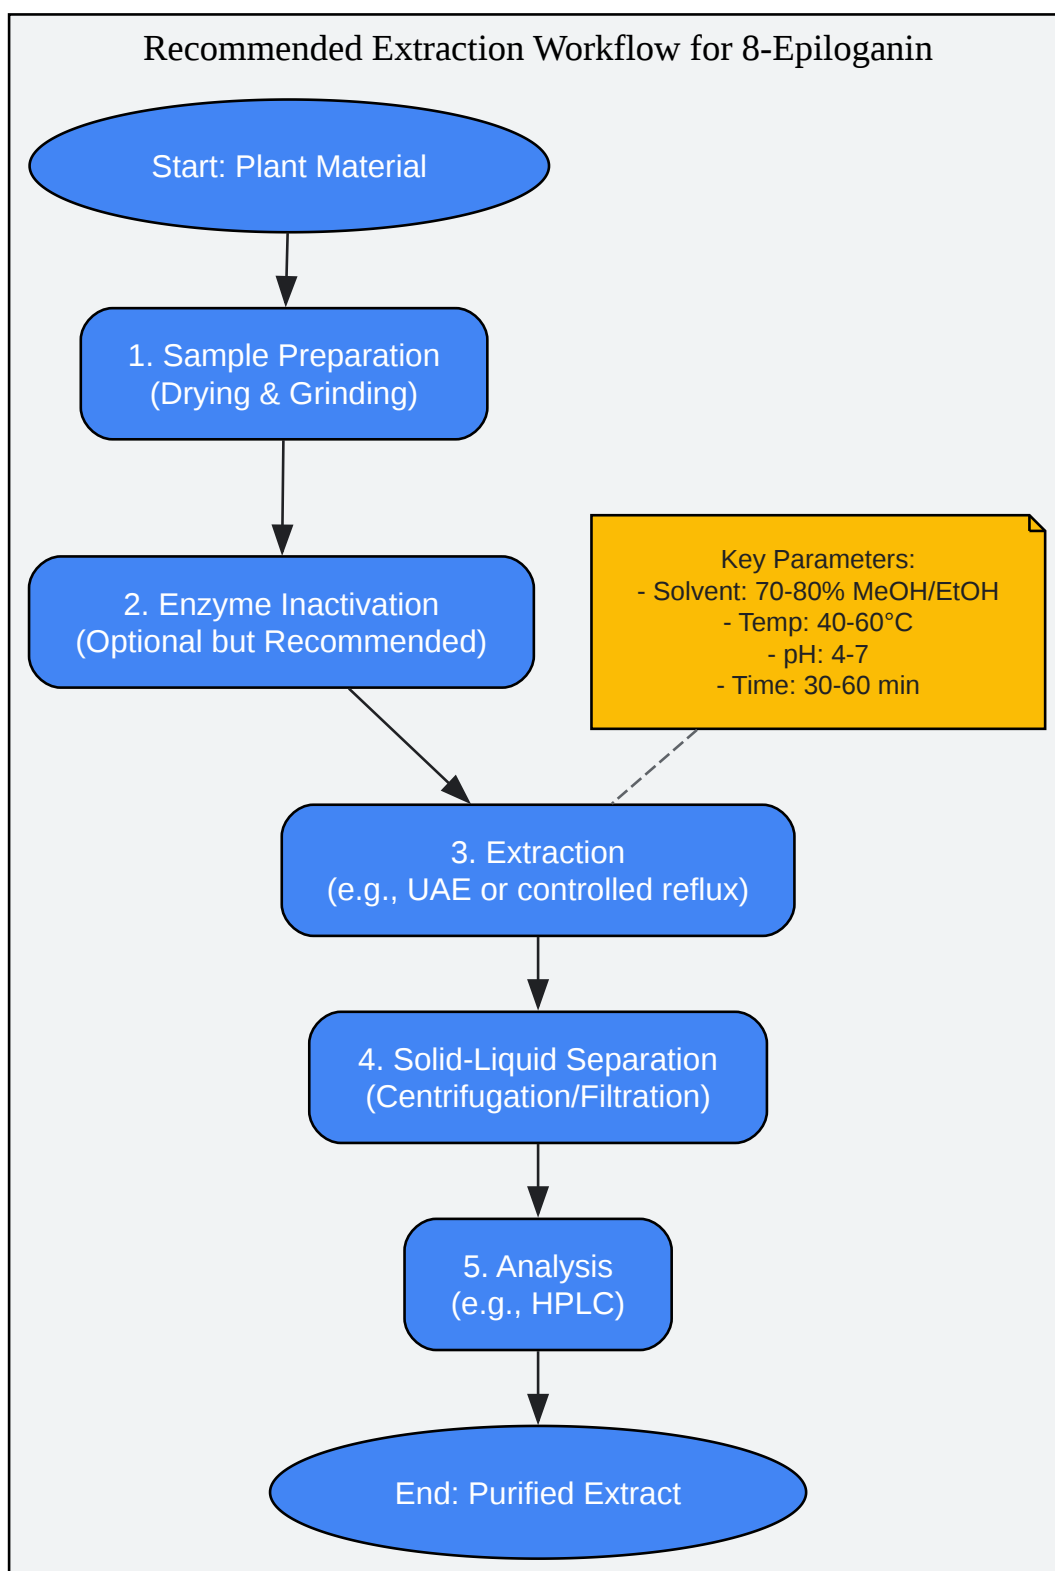 Recommended Extraction Workflow for 8-Epiloganin
Start: Plant Material
1. Sample Preparation
(Drying & Grinding)
2. Enzyme Inactivation
(Optional but Recommended)
Key Parameters:
- Solvent: 70-80% MeOH/EtOH
- Temp: 40-60°C
- pH: 4-7
- Time: 30-60 min
3. Extraction
(e.g., UAE or controlled reflux)
4. Solid-Liquid Separation
(Centrifugation/Filtration)
5. Analysis
(e.g., HPLC)
End: Purified Extract